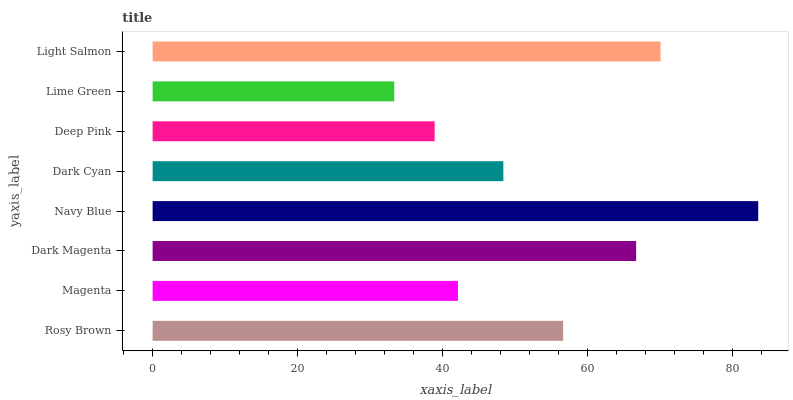 title
Light Salmon
Lime Green
Deep Pink
Dark Cyan
Navy Blue
Dark Magenta
Magenta
Rosy Brown
yaxis_label
0 20 40 60 80
xaxis_label